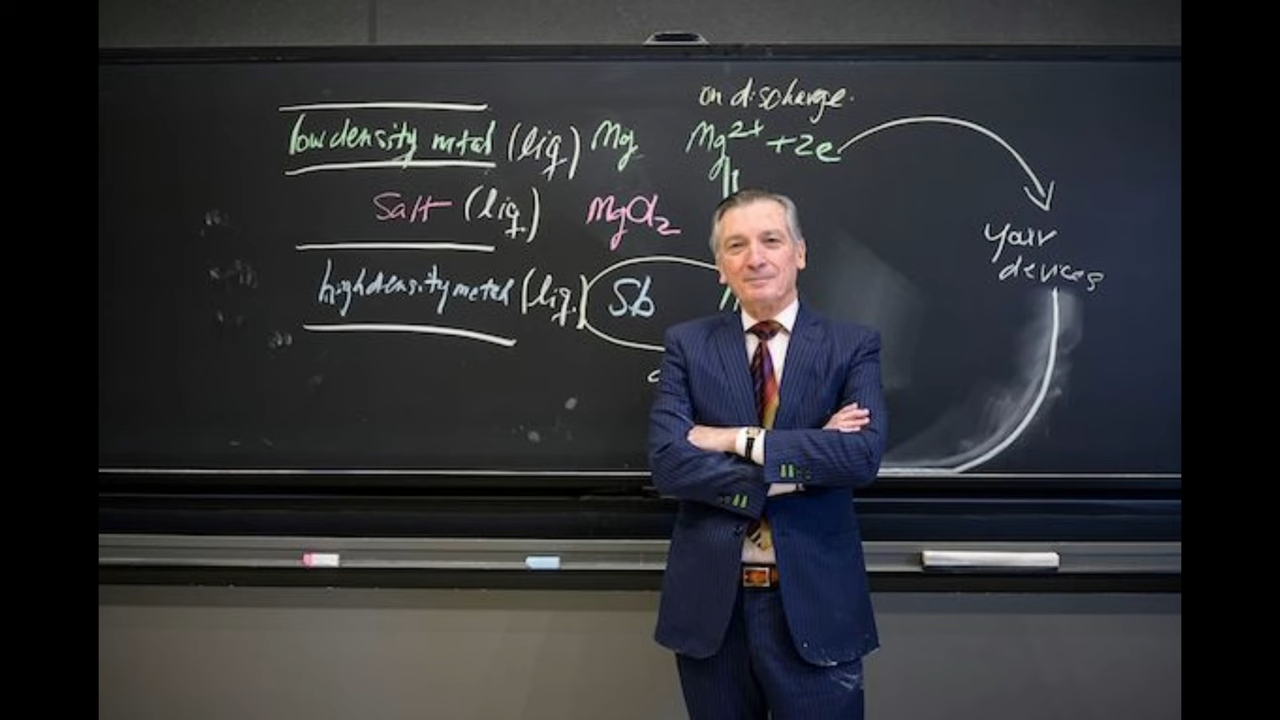 on discharge.
low density metal (liq) Mg Mg²⁺ + 2e
Salt (liq.) MgCl₂
your
devices
high density metal (liq.) Sb